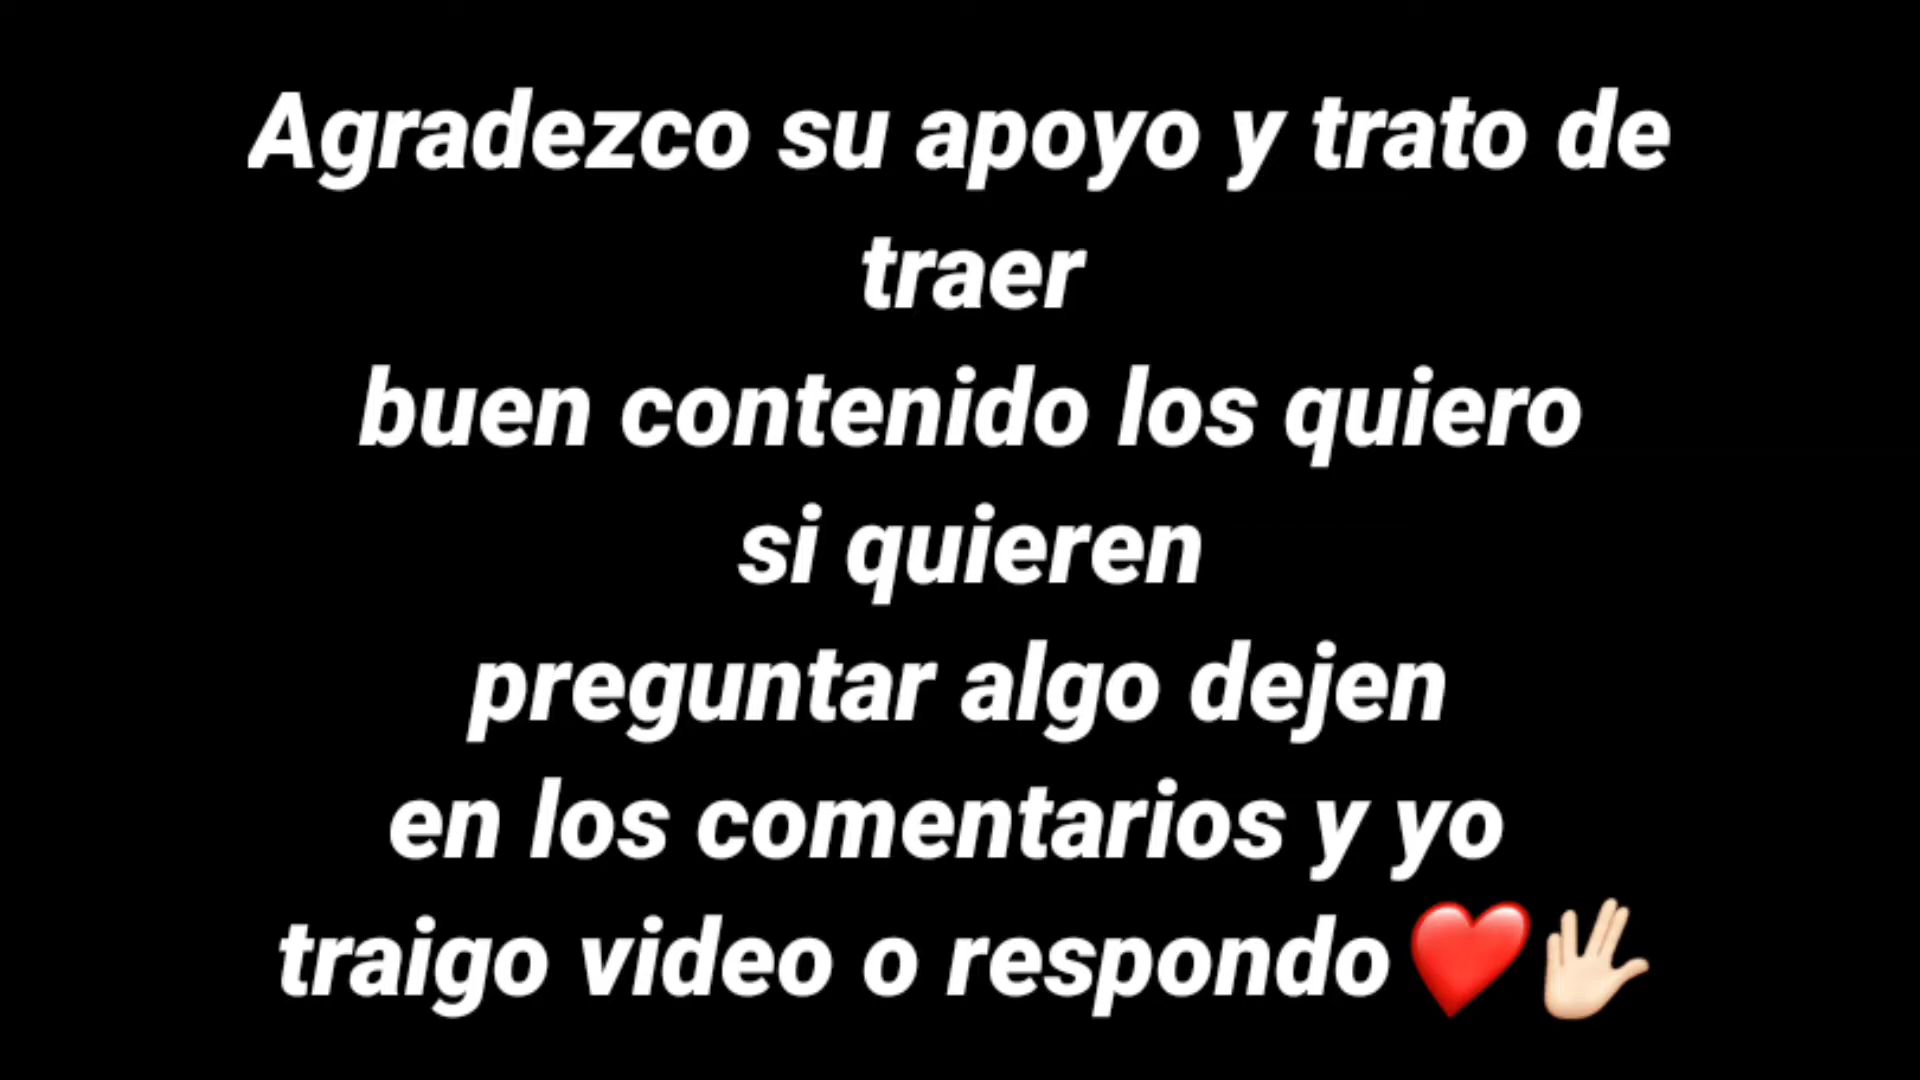 Agradezco su apoyo y trato de
traer
buen contenido los quiero
si quieren
preguntar algo dejen
en los comentarios y yo
traigo video o respondo❤️🖖🏻